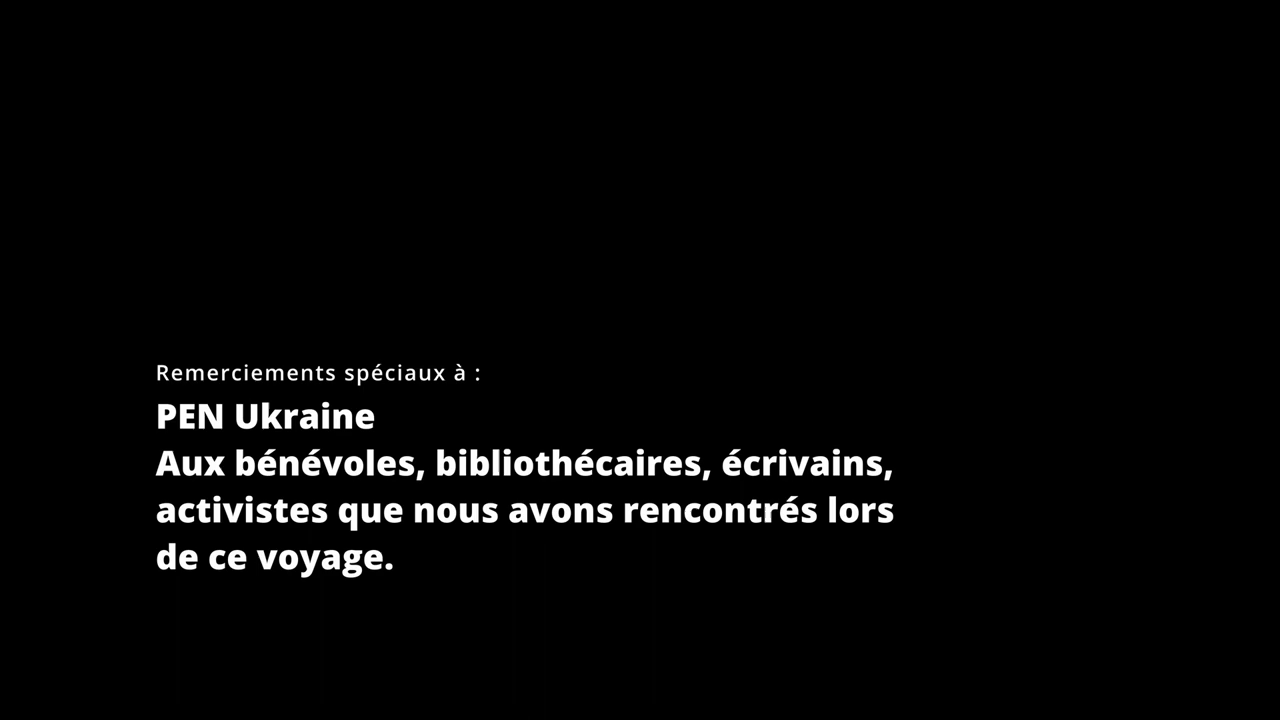 Remerciements spéciaux à :
PEN Ukraine
Aux bénévoles, bibliothécaires, écrivains,
activistes que nous avons rencontrés lors
de ce voyage.